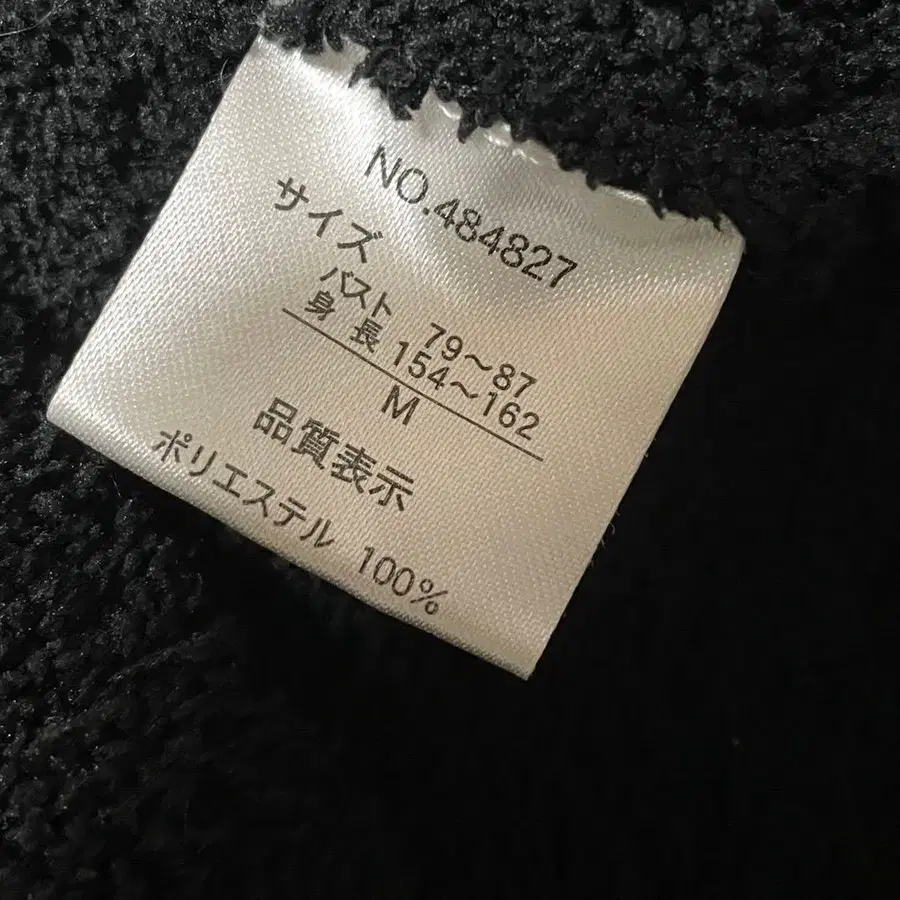 NO.484827
サイズ
バスト 79～87
身長 154～162
M
品質表示
ポリエステル 100%